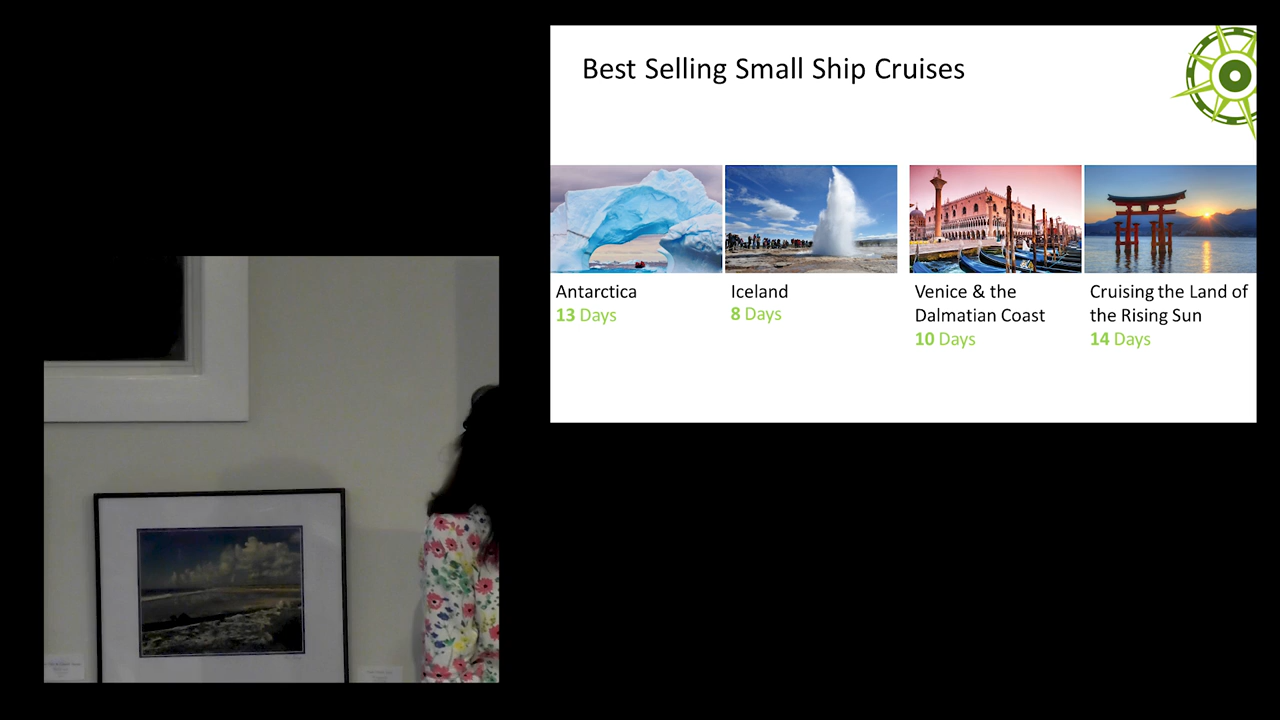 Best Selling Small Ship Cruises
Antarctica
13 Days
Iceland
8 Days
Venice & the
Dalmatian Coast
10 Days
Cruising the Land of
the Rising Sun
14 Days